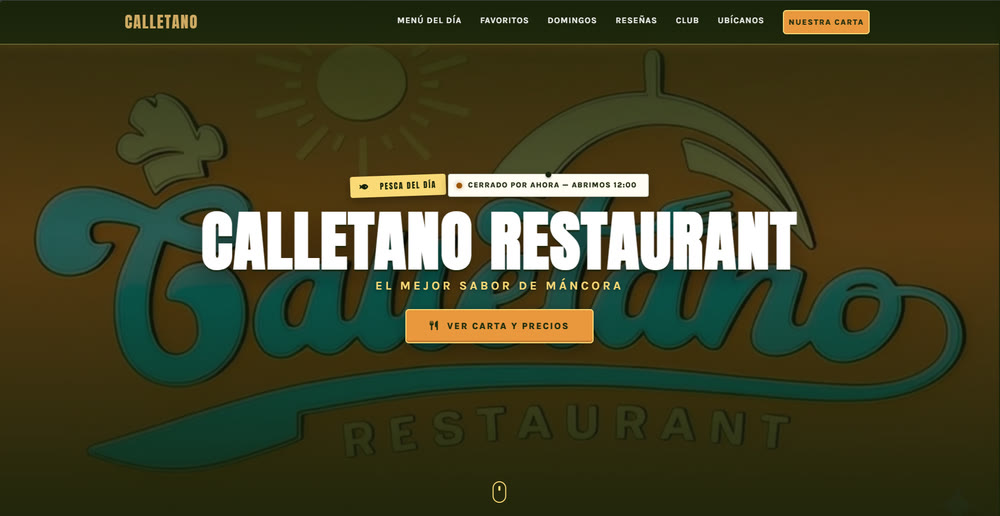 CALLETANO
MENÚ DEL DÍA FAVORITOS DOMINGOS RESEÑAS CLUB UBÍCANOS NUESTRA CARTA
PESCA DEL DÍA CERRADO POR AHORA — ABRIMOS 12:00
CALLETANO RESTAURANT
EL MEJOR SABOR DE MÁNCORA
VER CARTA Y PRECIOS
Calletano
RESTAURANT